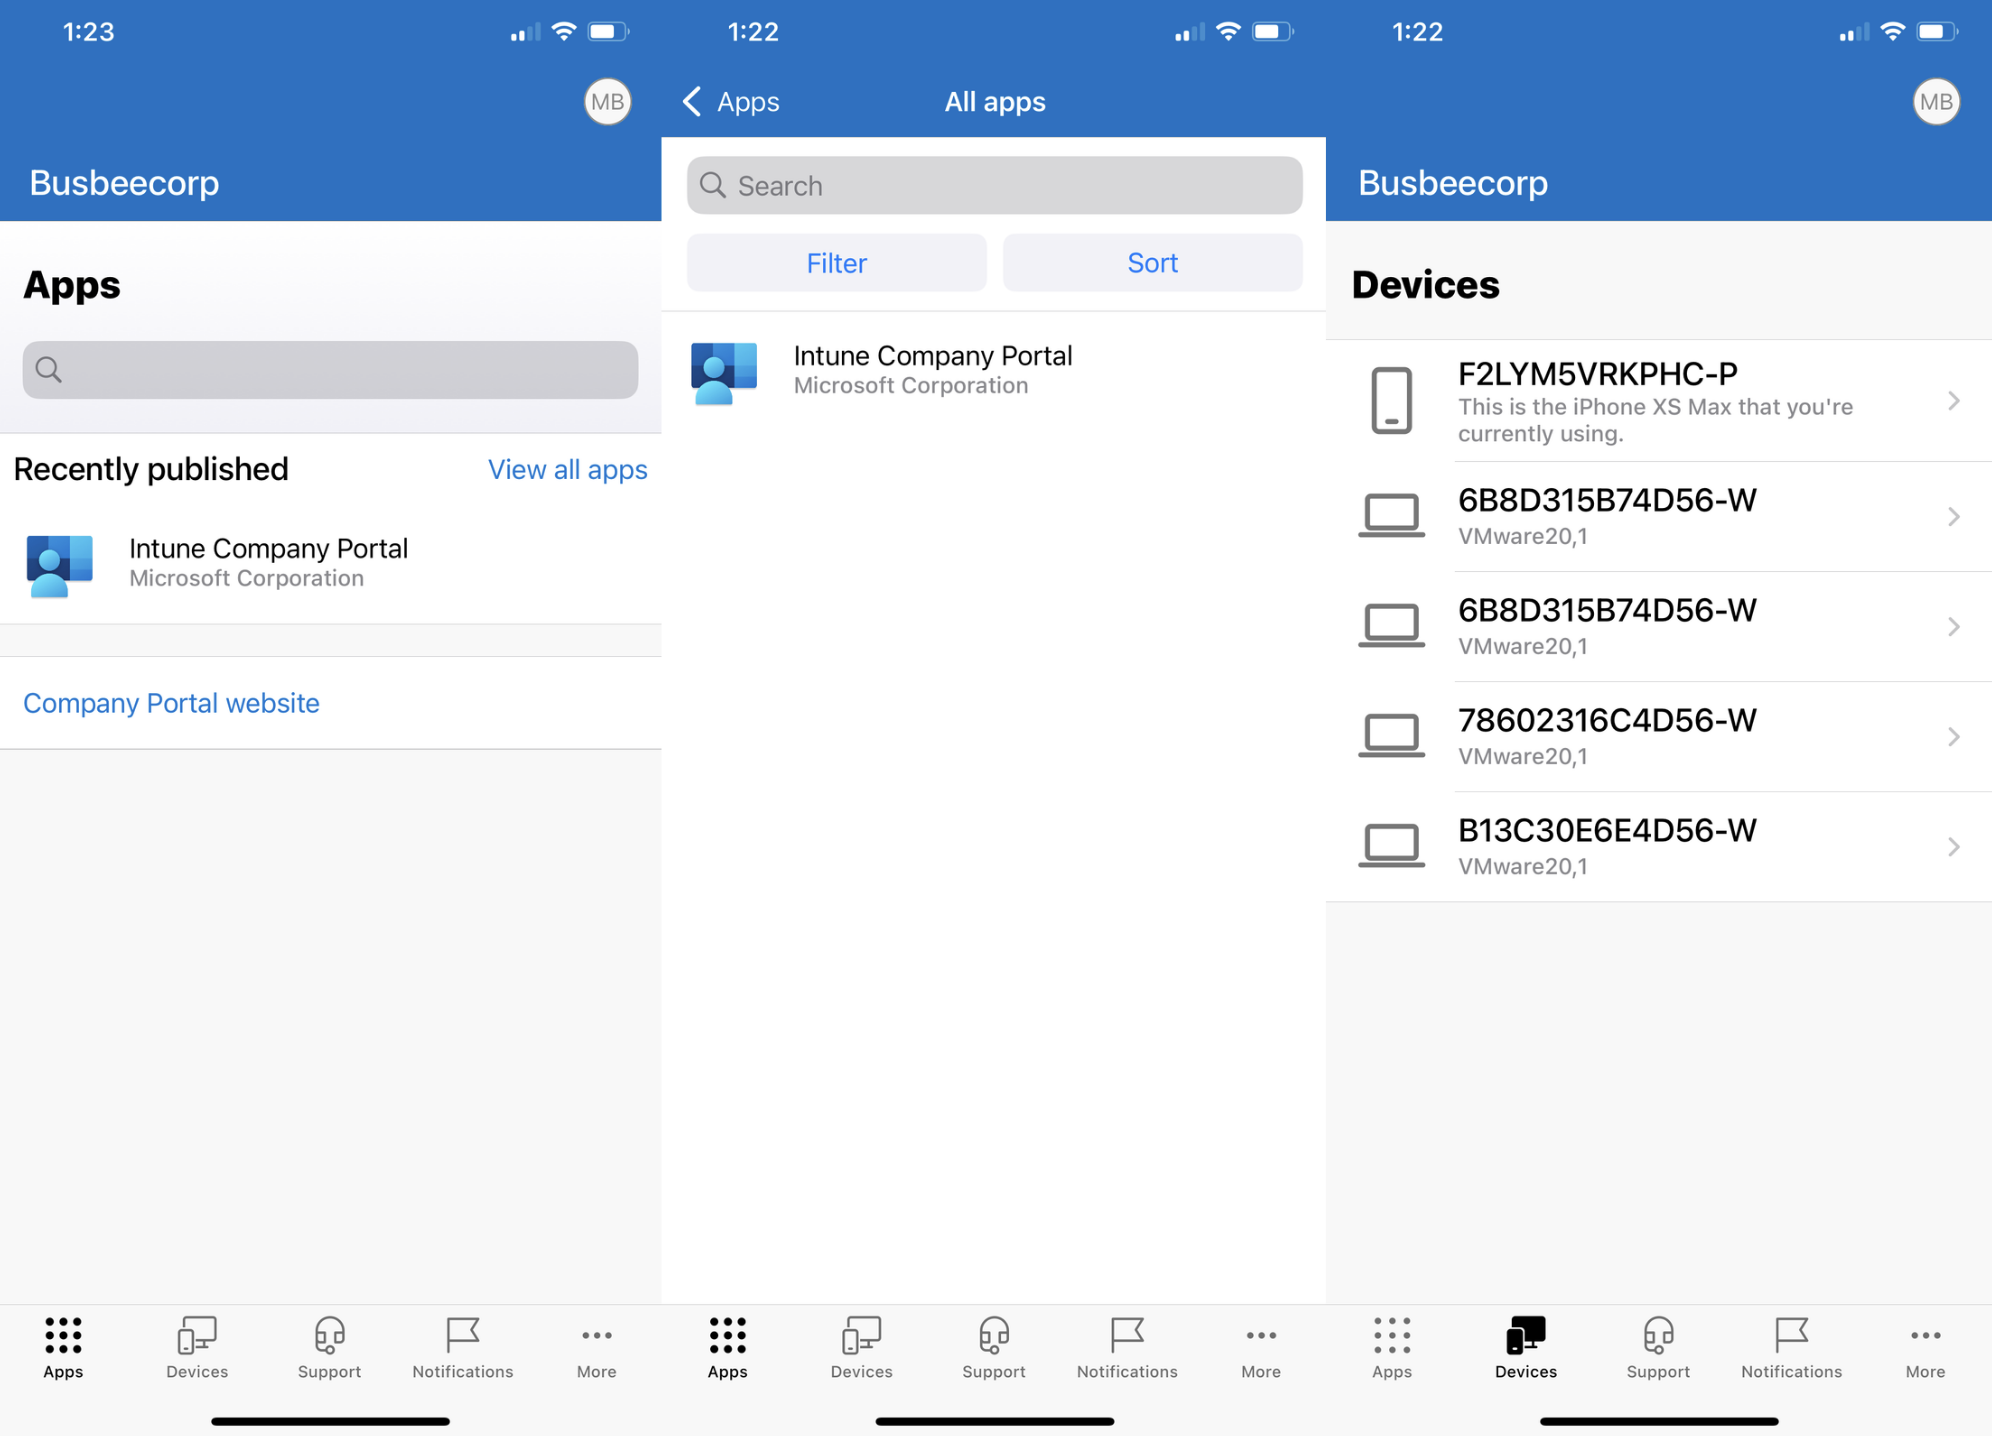 1:23
MB
Busbeecorp
Apps
Recently published
View all apps
Intune Company Portal
Microsoft Corporation
Company Portal website
Apps
Devices
Support
Notifications
More
1:22
Apps
All apps
Search
Filter
Sort
Intune Company Portal
Microsoft Corporation
Apps
Devices
Support
Notifications
More
1:22
MB
Busbeecorp
Devices
F2LYM5VRKPHC-P
This is the iPhone XS Max that you're
currently using.
6B8D315B74D56-W
VMware20,1
6B8D315B74D56-W
VMware20,1
78602316C4D56-W
VMware20,1
B13C30E6E4D56-W
VMware20,1
Apps
Devices
Support
Notifications
More